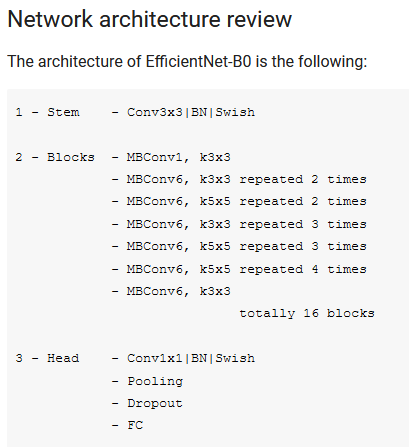 Network architecture review
The architecture of EfficientNet-B0 is the following:
1 - Stem - Conv3x3|BN|Swish
2 - Blocks - MBConv1, k3x3
- MBConv6, k3x3 repeated 2 times
- MBConv6, k5x5 repeated 2 times
- MBConv6, k3x3 repeated 3 times
- MBConv6, k5x5 repeated 3 times
- MBConv6, k5x5 repeated 4 times
- MBConv6, k3x3
totally 16 blocks
3 - Head - Conv1x1|BN|Swish
- Pooling
- Dropout
- FC